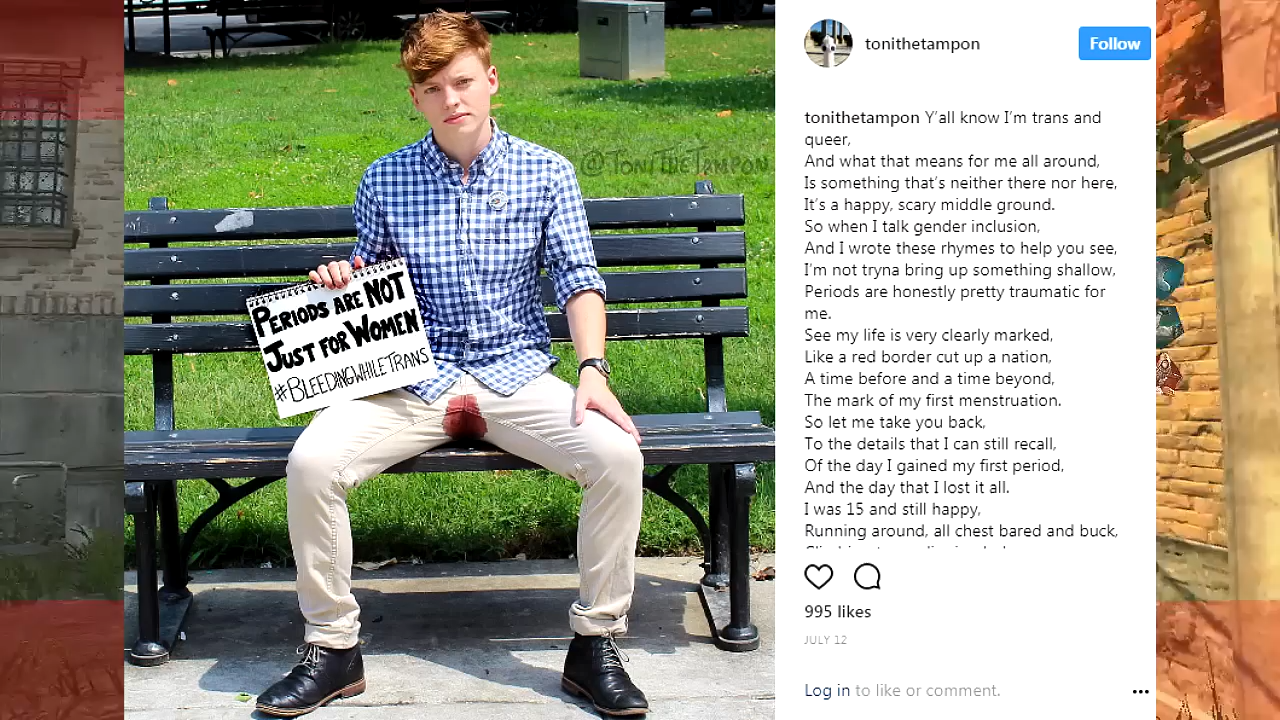 @ToniTheTampon
PERIODS ARE NOT
JUST FOR WOMEN
#BLEEDINGWHILETRANS
tonithetampon
Follow
tonithetampon Y'all know I'm trans and
queer,
And what that means for me all around,
Is something that's neither there nor here,
It's a happy, scary middle ground.
So when I talk gender inclusion,
And I wrote these rhymes to help you see,
I'm not tryna bring up something shallow,
Periods are honestly pretty traumatic for
me.
See my life is very clearly marked,
Like a red border cut up a nation,
A time before and a time beyond,
The mark of my first menstruation.
So let me take you back,
To the details that I can still recall,
Of the day I gained my first period,
And the day that I lost it all.
I was 15 and still happy,
Running around, all chest bared and buck,
995 likes
JULY 12
Log in to like or comment.